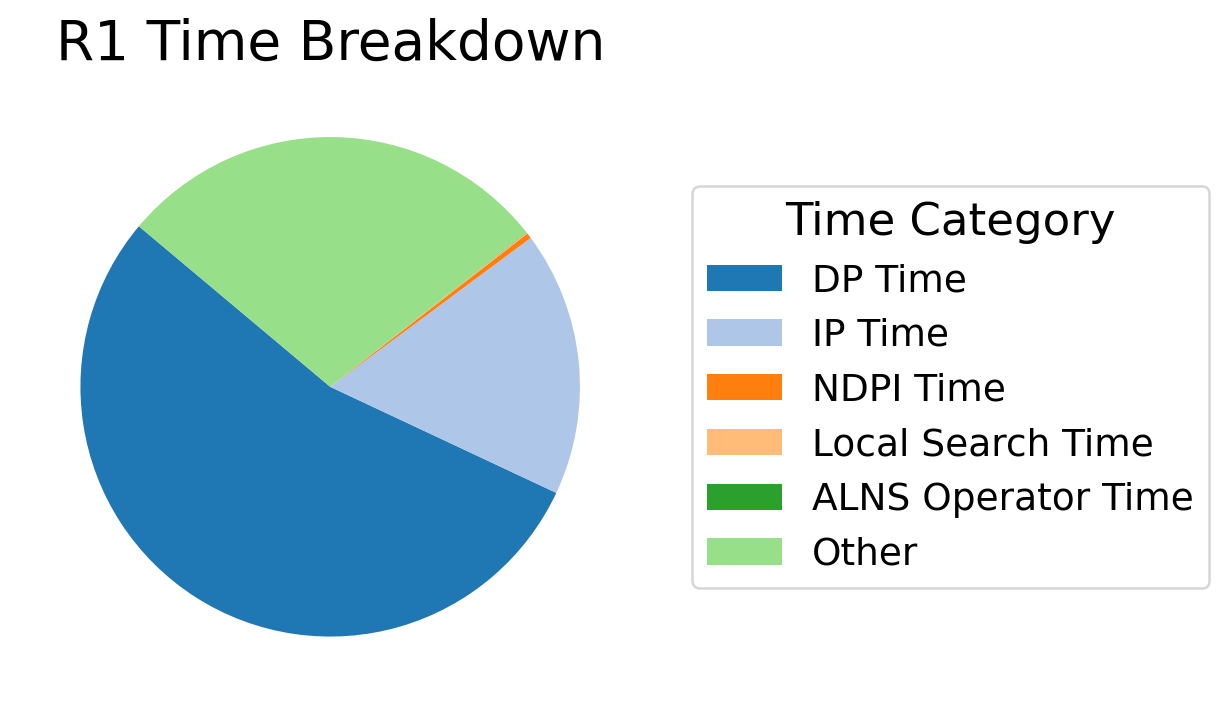 R1 Time Breakdown
Time Category
DP Time
IP Time
NDPI Time
Local Search Time
ALNS Operator Time
Other